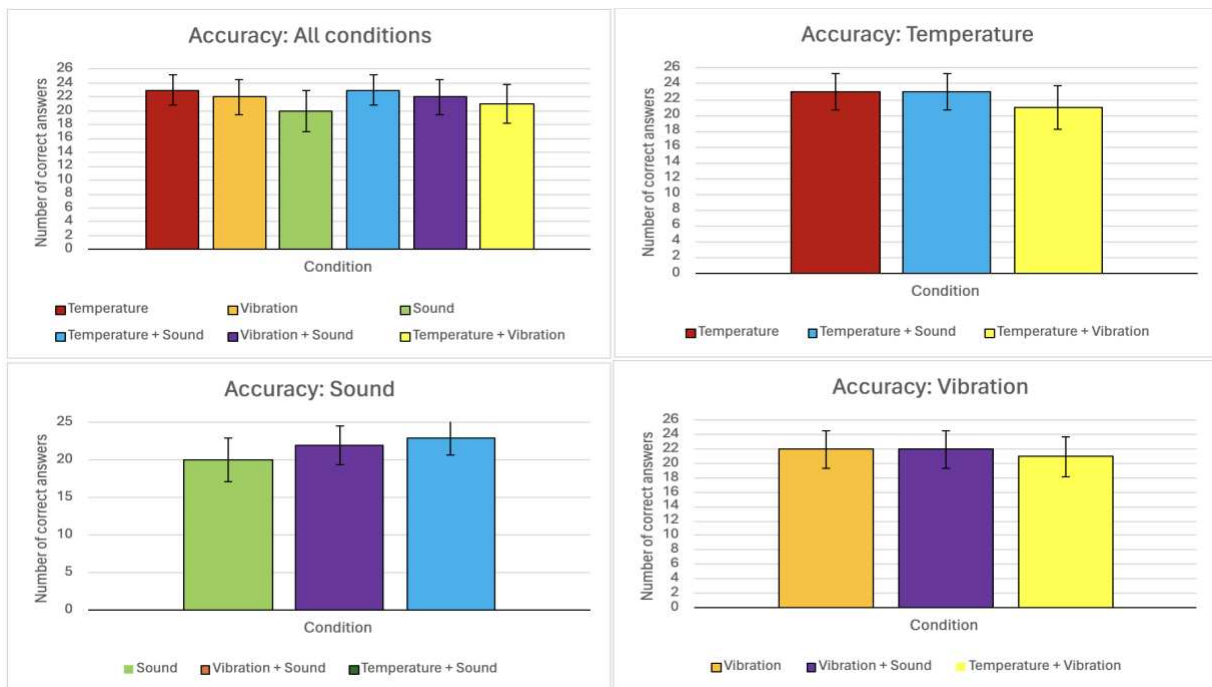 Accuracy: All conditions
Number of correct answers
26
24
22
20
18
16
14
12
10
8
6
4
2
0
Condition
Temperature Vibration Sound
Temperature + Sound Vibration + Sound Temperature + Vibration
Accuracy: Temperature
Number of correct answers
26
24
22
20
18
16
14
12
10
8
6
4
2
0
Condition
Temperature Temperature + Sound Temperature + Vibration
Accuracy: Sound
Number of correct answers
25
20
15
10
5
0
Condition
Sound Vibration + Sound Temperature + Sound
Accuracy: Vibration
Number of correct answers
26
24
22
20
18
16
14
12
10
8
6
4
2
0
Condition
Vibration Vibration + Sound Temperature + Vibration